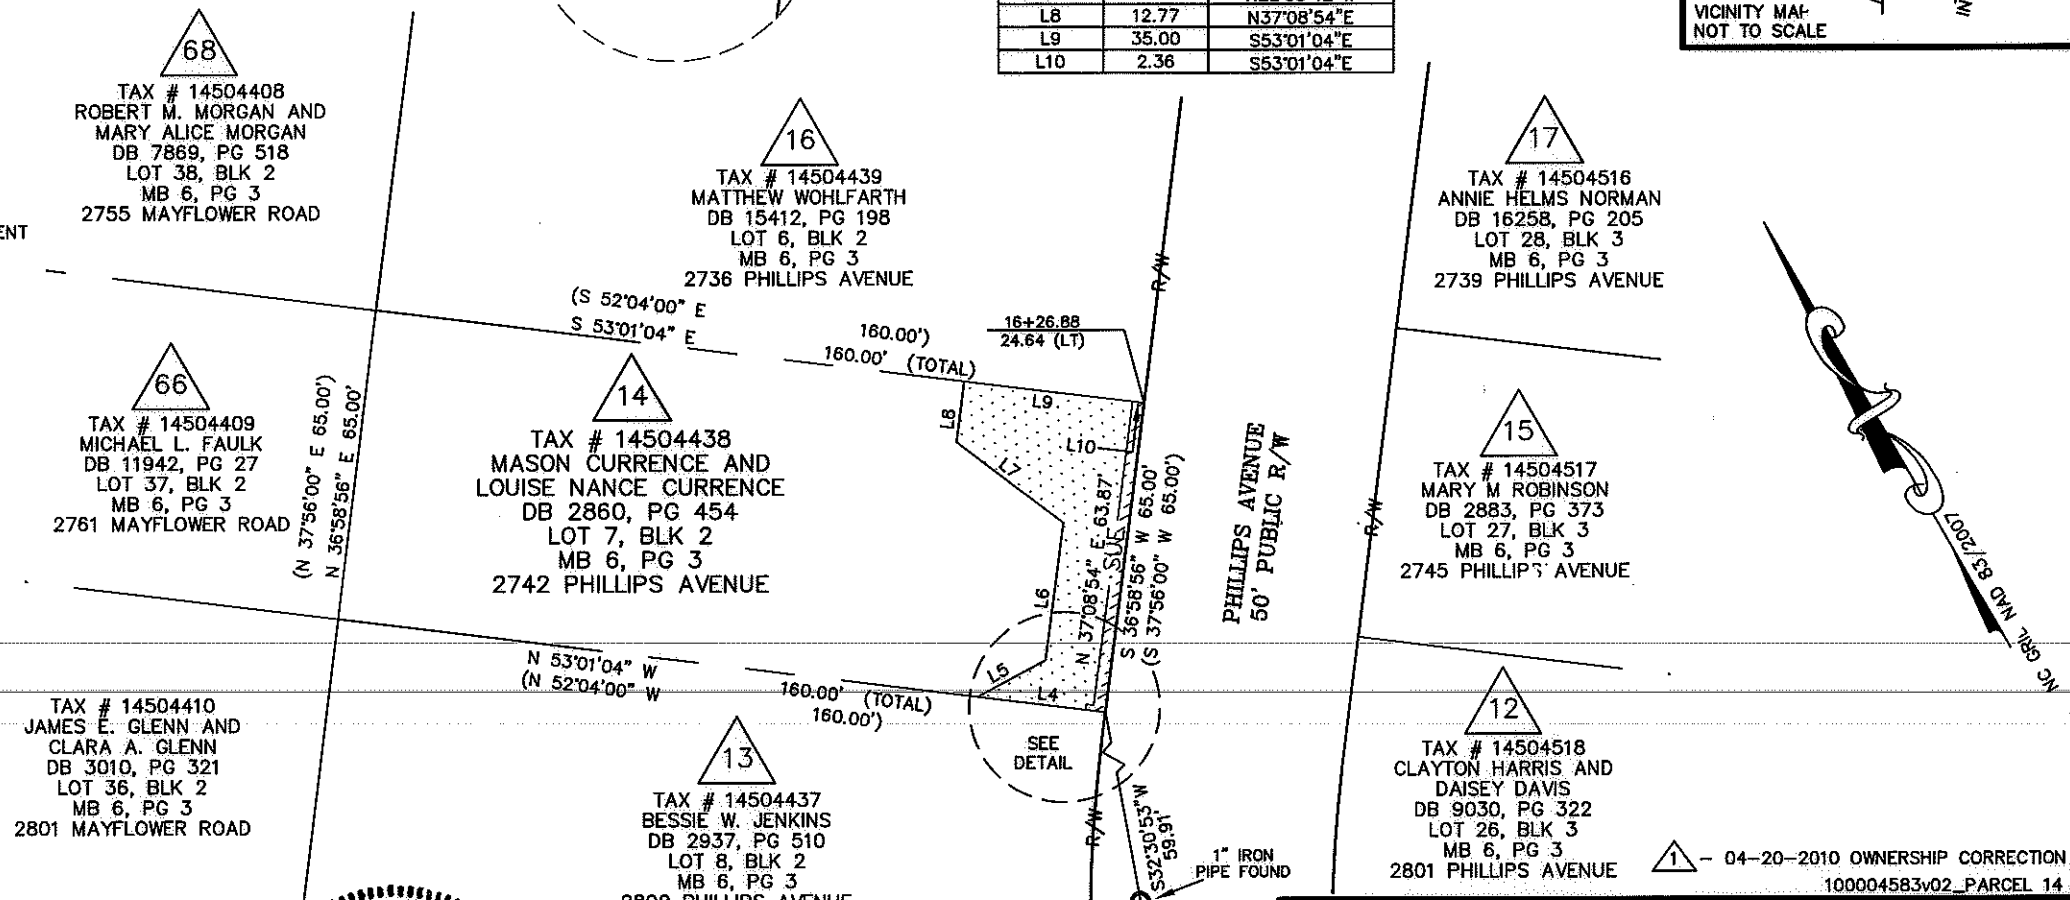 L8 12.77 N37°08'54"E
L9 35.00 S53°01'04"E
L10 2.36 S53°01'04"E
VICINITY MAP
NOT TO SCALE
68
TAX # 14504408
ROBERT M. MORGAN AND
MARY ALICE MORGAN
DB 7869, PG 518
LOT 38, BLK 2
MB 6, PG 3
2755 MAYFLOWER ROAD
16
TAX # 14504439
MATTHEW WOHLFARTH
DB 15412, PG 198
LOT 6, BLK 2
MB 6, PG 3
2736 PHILLIPS AVENUE
17
TAX # 14504516
ANNIE HELMS NORMAN
DB 16258, PG 205
LOT 28, BLK 3
MB 6, PG 3
2739 PHILLIPS AVENUE
ENT
R/W
(S 52°04'00" E 160.00')
S 53°01'04" E 160.00' (TOTAL)
16+26.88
24.64 (LT)
66
TAX # 14504409
MICHAEL L. FAULK
DB 11942, PG 27
LOT 37, BLK 2
MB 6, PG 3
2761 MAYFLOWER ROAD
(N 37°56'00" E 65.00')
N 36°58'56" E 65.00'
14
TAX # 14504438
MASON CURRENCE AND
LOUISE NANCE CURRENCE
DB 2860, PG 454
LOT 7, BLK 2
MB 6, PG 3
2742 PHILLIPS AVENUE
L8
L9
L10
L7
L6
L5
L4
N 37°08'54" E 63.87'
SUE
S 36°58'56" W 65.00'
(S 37°56'00" W 65.00')
PHILLIPS AVENUE
50' PUBLIC R/W
R/W
15
TAX # 14504517
MARY M ROBINSON
DB 2883, PG 373
LOT 27, BLK 3
MB 6, PG 3
2745 PHILLIPS AVENUE
NC GRID NAD 83/2007
N 53°01'04" W 160.00' (TOTAL)
(N 52°04'00" W 160.00')
SEE
DETAIL
TAX # 14504410
JAMES E. GLENN AND
CLARA A. GLENN
DB 3010, PG 321
LOT 36, BLK 2
MB 6, PG 3
2801 MAYFLOWER ROAD
13
TAX # 14504437
BESSIE W. JENKINS
DB 2937, PG 510
LOT 8, BLK 2
MB 6, PG 3
PHILLIPS AVENUE
R/W
S32°30'53"W
59.91'
1" IRON
PIPE FOUND
12
TAX # 14504518
CLAYTON HARRIS AND
DAISEY DAVIS
DB 9030, PG 322
LOT 26, BLK 3
MB 6, PG 3
2801 PHILLIPS AVENUE
1 - 04-20-2010 OWNERSHIP CORRECTION
100004583v02_PARCEL 14